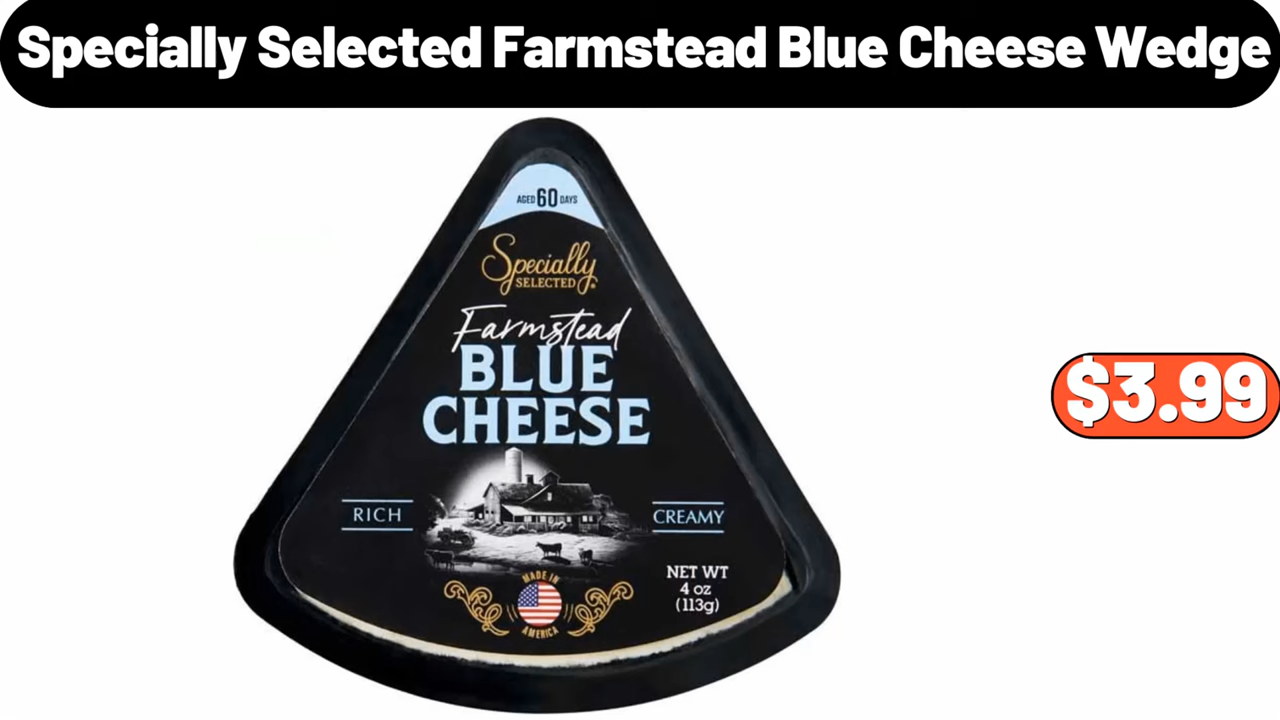 Specially Selected Farmstead Blue Cheese Wedge
AGED 60 DAYS
Specially
SELECTED®
Farmstead
BLUE
CHEESE
$3.99
RICH
CREAMY
NET WT
4 oz
(113g)
MADE IN
AMERICA